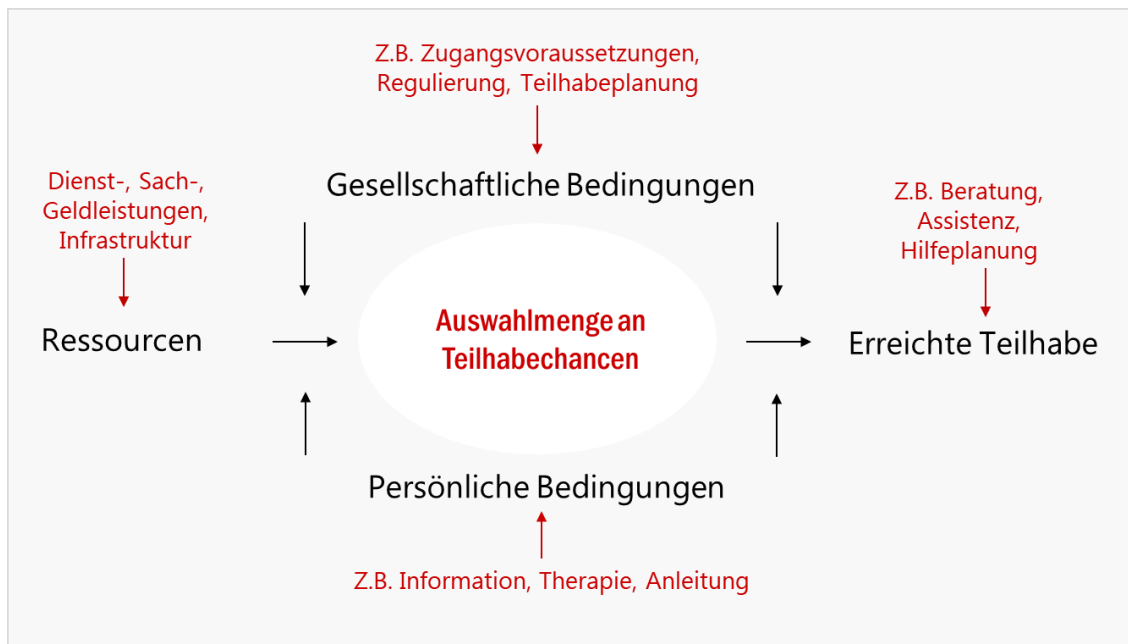 Z.B. Zugangsvoraussetzungen,
Regulierung, Teilhabeplanung
Gesellschaftliche Bedingungen
Dienst-, Sach-,
Geldleistungen,
Infrastruktur
Ressourcen
Auswahlmenge an
Teilhabechancen
Z.B. Beratung,
Assistenz,
Hilfeplanung
Erreichte Teilhabe
Persönliche Bedingungen
Z.B. Information, Therapie, Anleitung